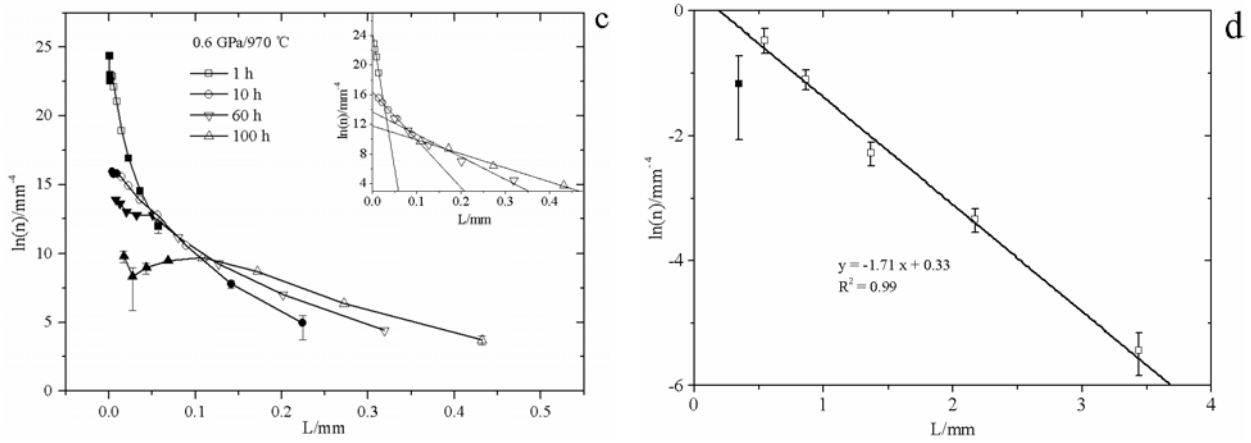 c
0.6 GPa/970 ℃
1 h
10 h
60 h
100 h
ln(n)/mm⁻⁴
25
20
15
10
5
0
0.0 0.1 0.2 0.3 0.4 0.5
L/mm
ln(n)/mm⁻⁴
24
20
16
12
8
4
0.0 0.1 0.2 0.3 0.4
L/mm
d
ln(n)/mm⁻⁴
0
-2
-4
-6
y = -1.71 x + 0.33
R² = 0.99
0 1 2 3 4
L/mm